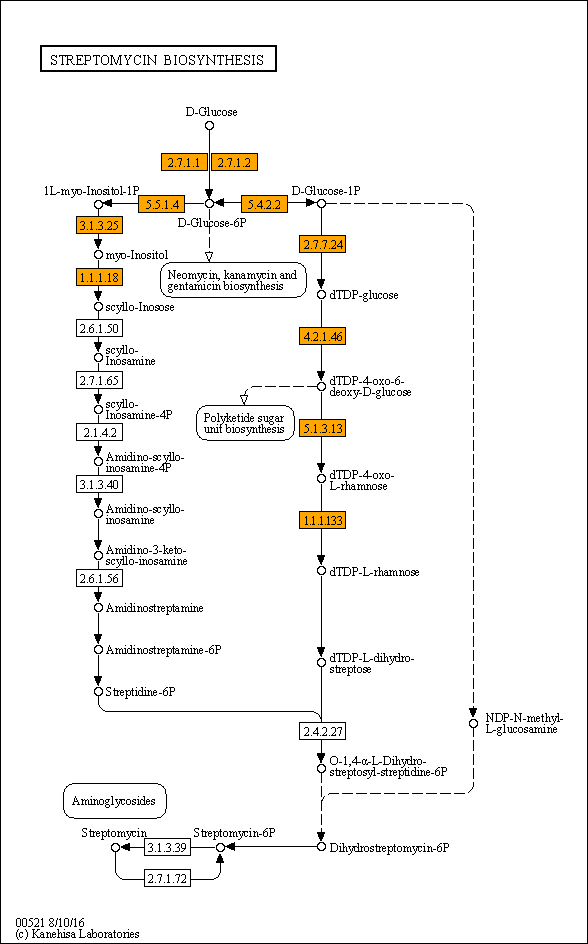 STREPTOMYCIN BIOSYNTHESIS
D-Glucose
2.7.1.1
2.7.1.2
1L-myo-Inositol-1P
5.5.1.4
5.4.2.2
D-Glucose-1P
D-Glucose-6P
3.1.3.25
2.7.7.24
myo-Inositol
Neomycin, kanamycin and
gentamicin biosynthesis
1.1.1.18
dTDP-glucose
scyllo-Inosose
2.6.1.50
4.2.1.46
scyllo-
Inosamine
2.7.1.65
dTDP-4-oxo-6-
deoxy-D-glucose
scyllo-
Inosamine-4P
Polyketide sugar
unit biosynthesis
2.1.4.2
5.1.3.13
Amidino-scyllo-
inosamine-4P
3.1.3.40
dTDP-4-oxo-
L-rhamnose
Amidino-scyllo-
inosamine
1.1.1.133
Amidino-3-keto-
scyllo-inosamine
2.6.1.56
dTDP-L-rhamnose
Amidinostreptamine
Amidinostreptamine-6P
dTDP-L-dihydro-
streptose
Streptidine-6P
2.4.2.27
NDP-N-methyl-
L-glucosamine
O-1,4-α-L-Dihydro-
streptosyl-streptidine-6P
Aminoglycosides
Streptomycin
Streptomycin-6P
3.1.3.39
Dihydrostreptomycin-6P
2.7.1.72
00521 8/10/16
(c) Kanehisa Laboratories